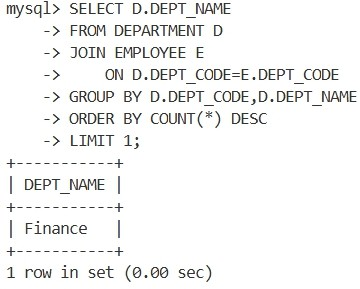 mysql> SELECT D.DEPT_NAME
    -> FROM DEPARTMENT D
    -> JOIN EMPLOYEE E
    ->     ON D.DEPT_CODE=E.DEPT_CODE
    -> GROUP BY D.DEPT_CODE,D.DEPT_NAME
    -> ORDER BY COUNT(*) DESC
    -> LIMIT 1;
+-----------+
| DEPT_NAME |
+-----------+
| Finance   |
+-----------+
1 row in set (0.00 sec)